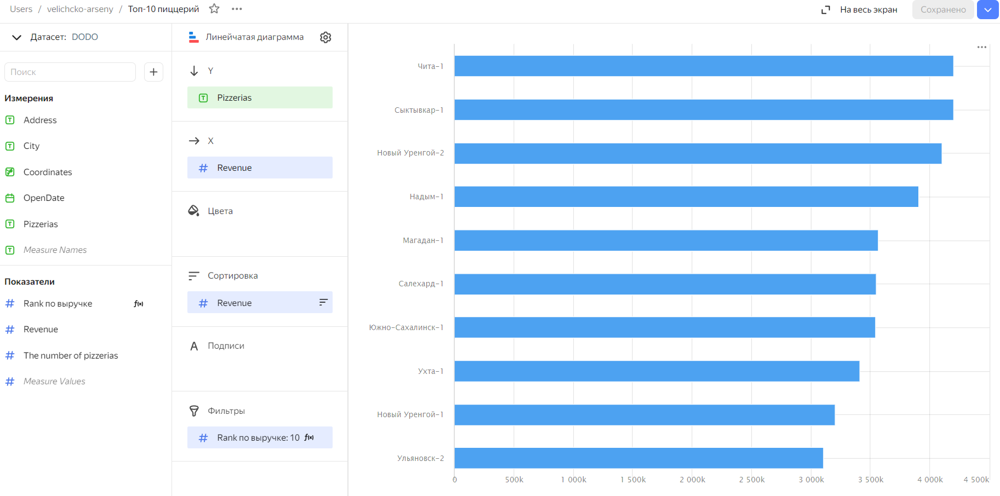 Users / velichcko-arseny / Топ-10 пиццерий
На весь экран
Сохранено
Датасет: DODO
Поиск
Измерения
Address
City
Coordinates
OpenDate
Pizzerias
Measure Names
Показатели
Rank по выручке f(x)
Revenue
The number of pizzerias
Measure Values
Линейчатая диаграмма
Y
Pizzerias
X
Revenue
Цвета
Сортировка
Revenue
Подписи
Фильтры
Rank по выручке: 10 f(x)
Чита-1
Сыктывкар-1
Новый Уренгой-2
Надым-1
Магадан-1
Салехард-1
Южно-Сахалинск-1
Ухта-1
Новый Уренгой-1
Ульяновск-2
0 500k 1 000k 1 500k 2 000k 2 500k 3 000k 3 500k 4 000k 4 500k